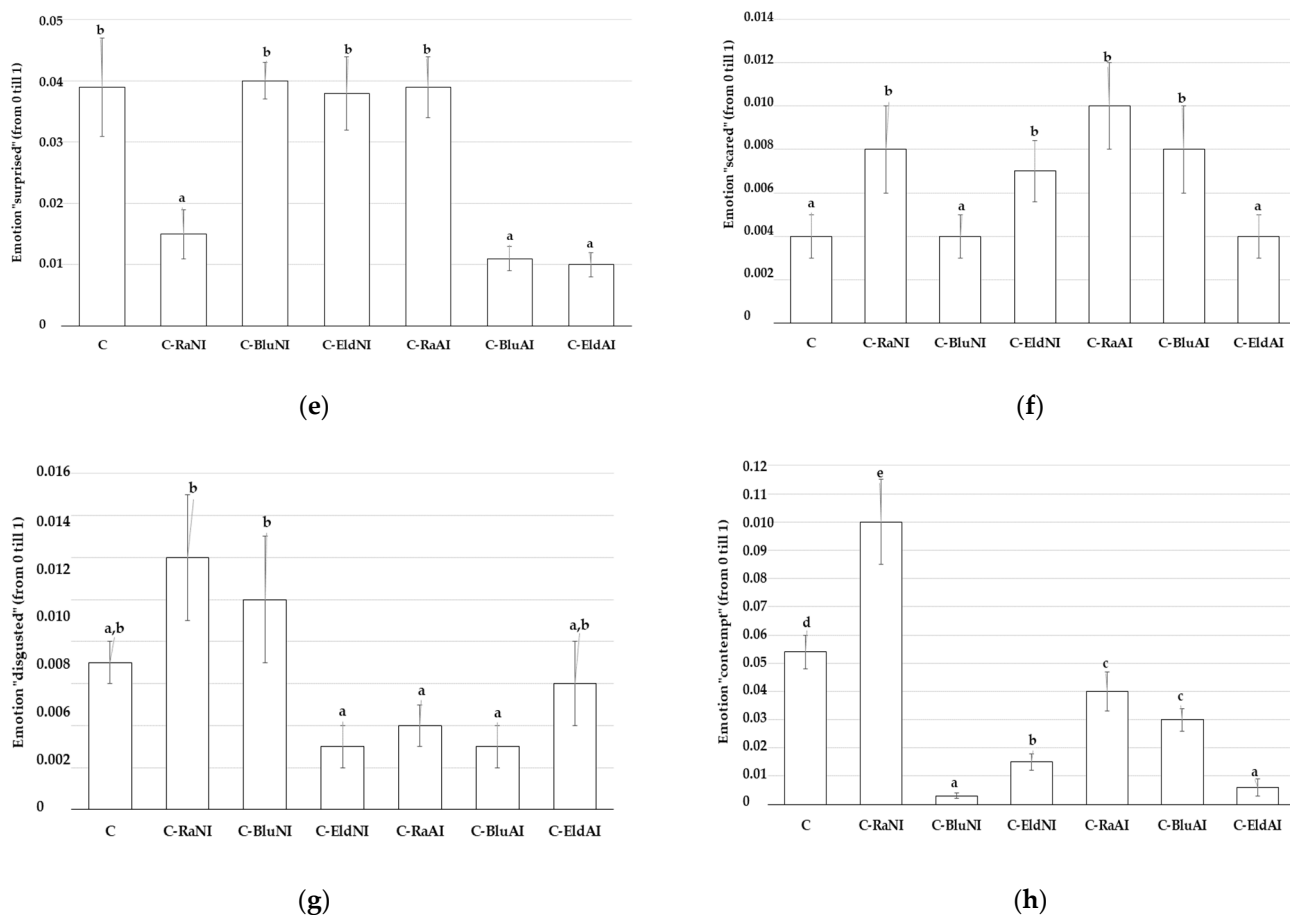 Emotion "surprised" (from 0 till 1)
0.05
0.04
0.03
0.02
0.01
0
b
a
b
b
b
a
a
C C-RaNI C-BluNI C-EldNI C-RaAI C-BluAI C-EldAI
(e)
Emotion "scared" (from 0 till 1)
0.014
0.012
0.010
0.008
0.006
0.004
0.002
0
a
b
a
b
b
b
a
C C-RaNI C-BluNI C-EldNI C-RaAI C-BluAI C-EldAI
(f)
Emotion "disgusted" (from 0 till 1)
0.016
0.014
0.012
0.010
0.008
0.006
0.002
0
a,b
b
b
a
a
a
a,b
C C-RaNI C-BluNI C-EldNI C-RaAI C-BluAI C-EldAI
(g)
Emotion "contempt" (from 0 till 1)
0.12
0.11
0.010
0.09
0.08
0.07
0.06
0.05
0.04
0.03
0.02
0.01
0
d
e
a
b
c
c
a
C C-RaNI C-BluNI C-EldNI C-RaAI C-BluAI C-EldAI
(h)